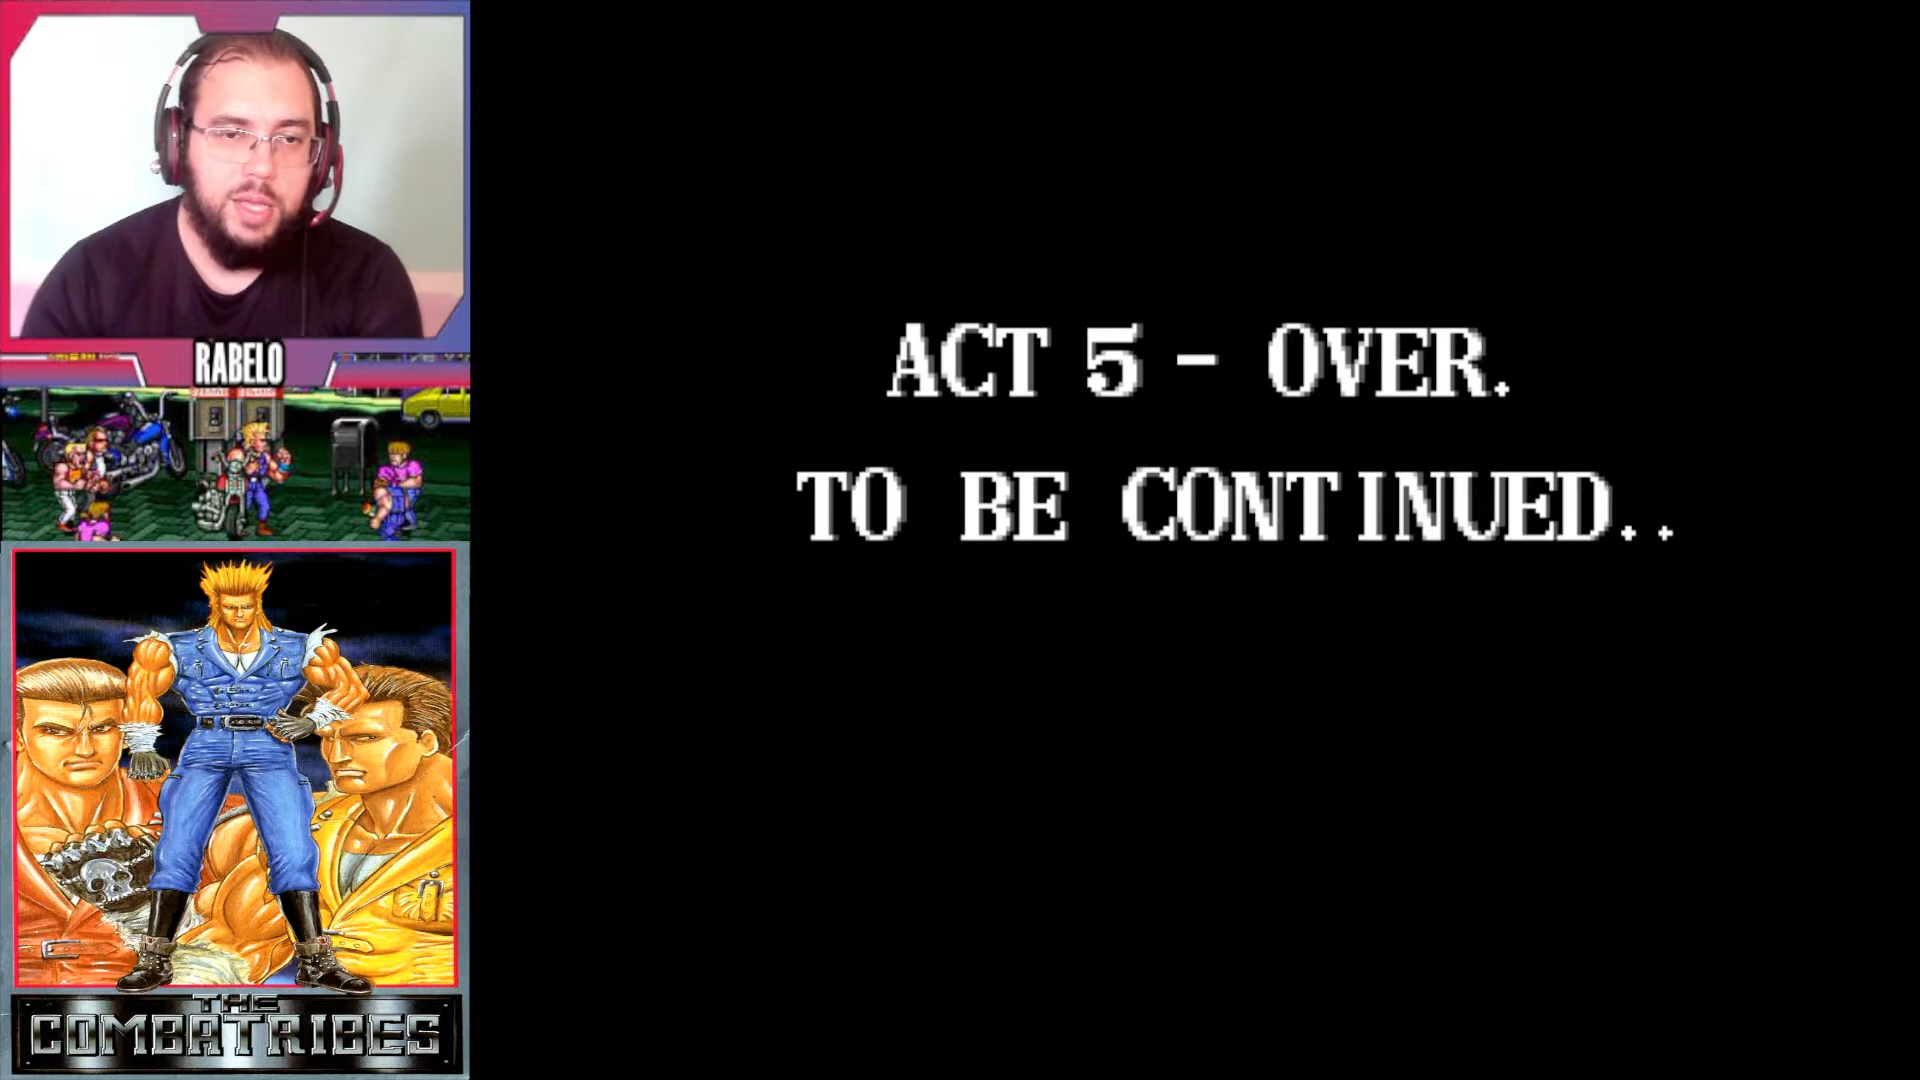 RABELO
ACT 5 - OVER.
TO BE CONTINUED..
THE
COMBATRIBES